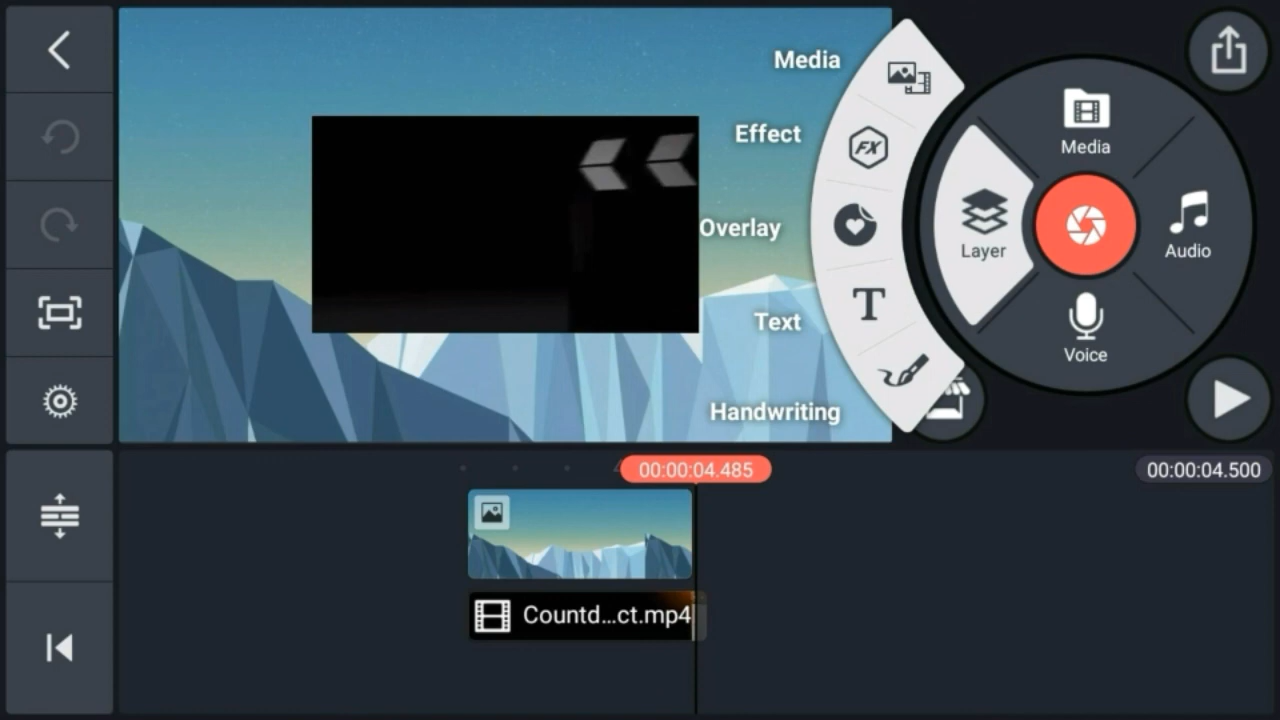 Media
Effect
FX
Overlay
Text
T
Handwriting
Media
Layer
Audio
Voice
00:00:04.485
00:00:04.500
Countd...ct.mp4